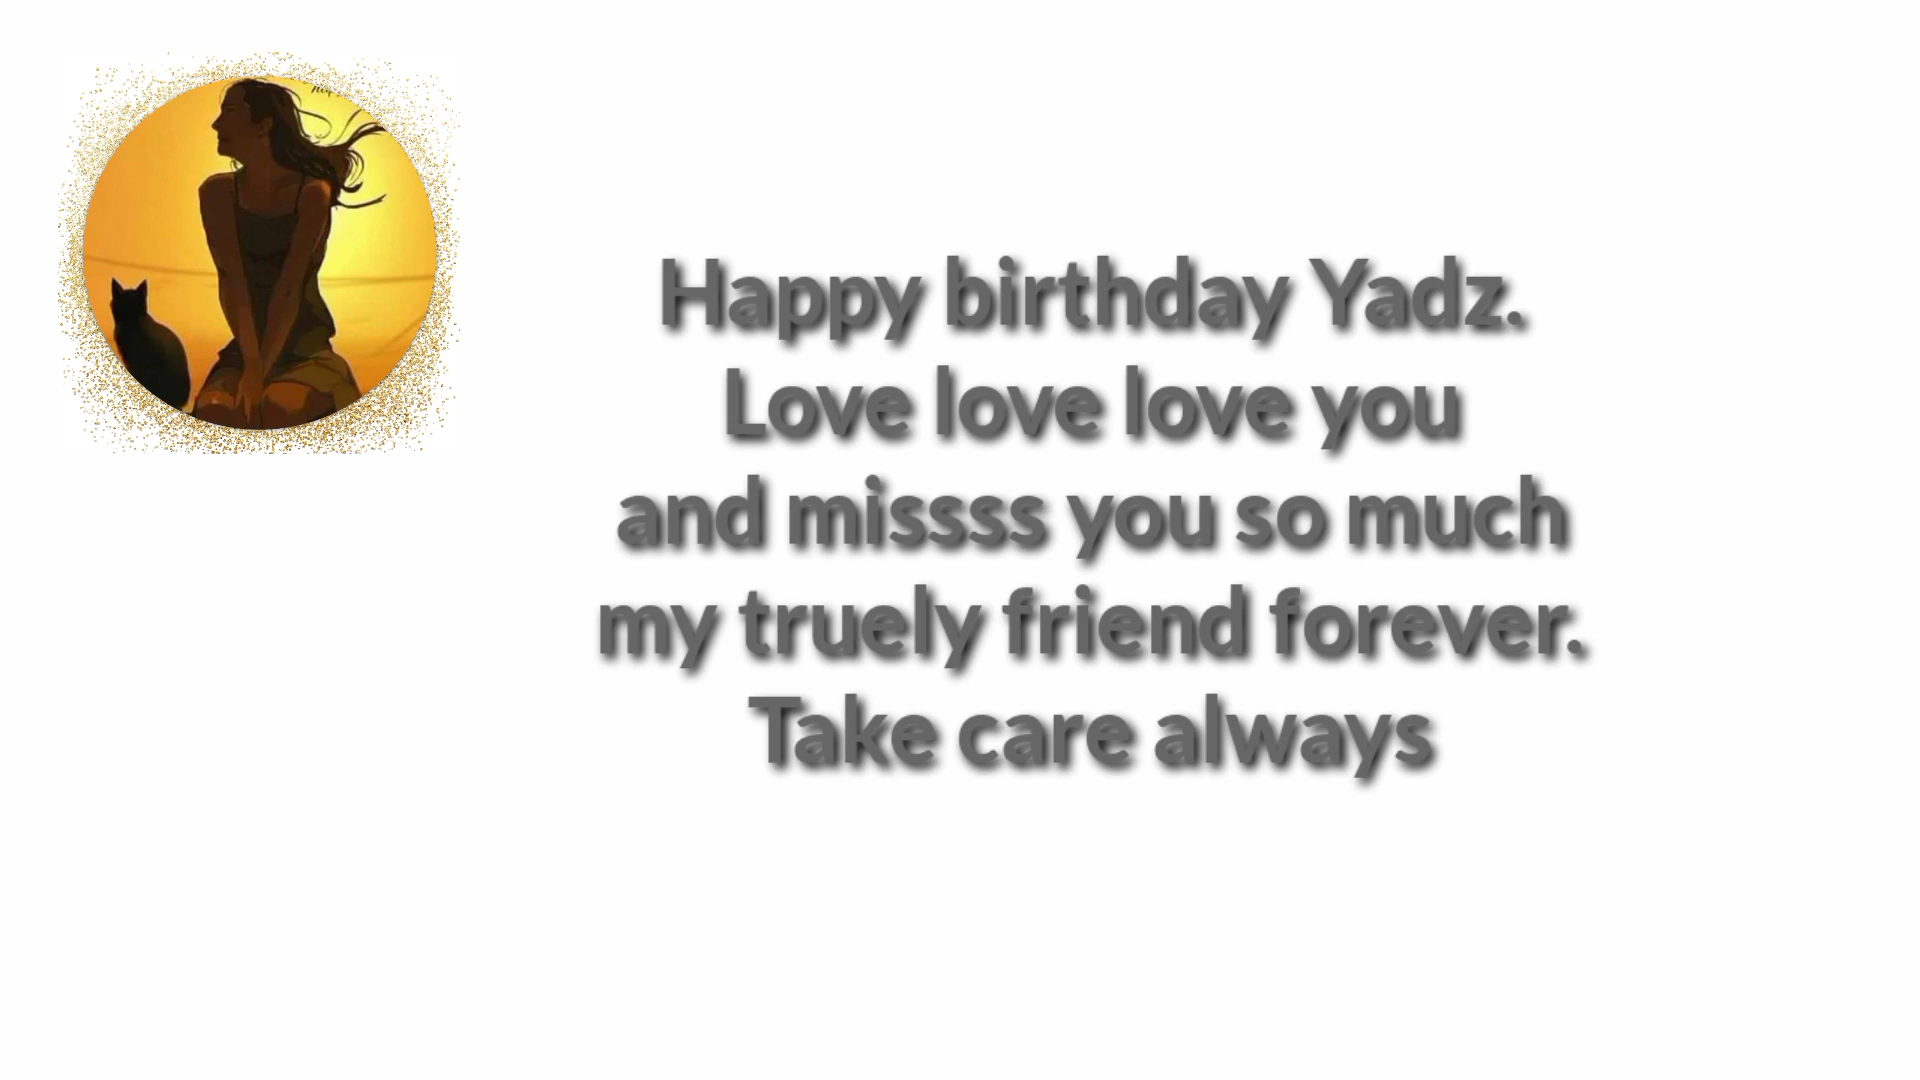 Happy birthday Yadz.
Love love love you
and missss you so much
my truely friend forever.
Take care always